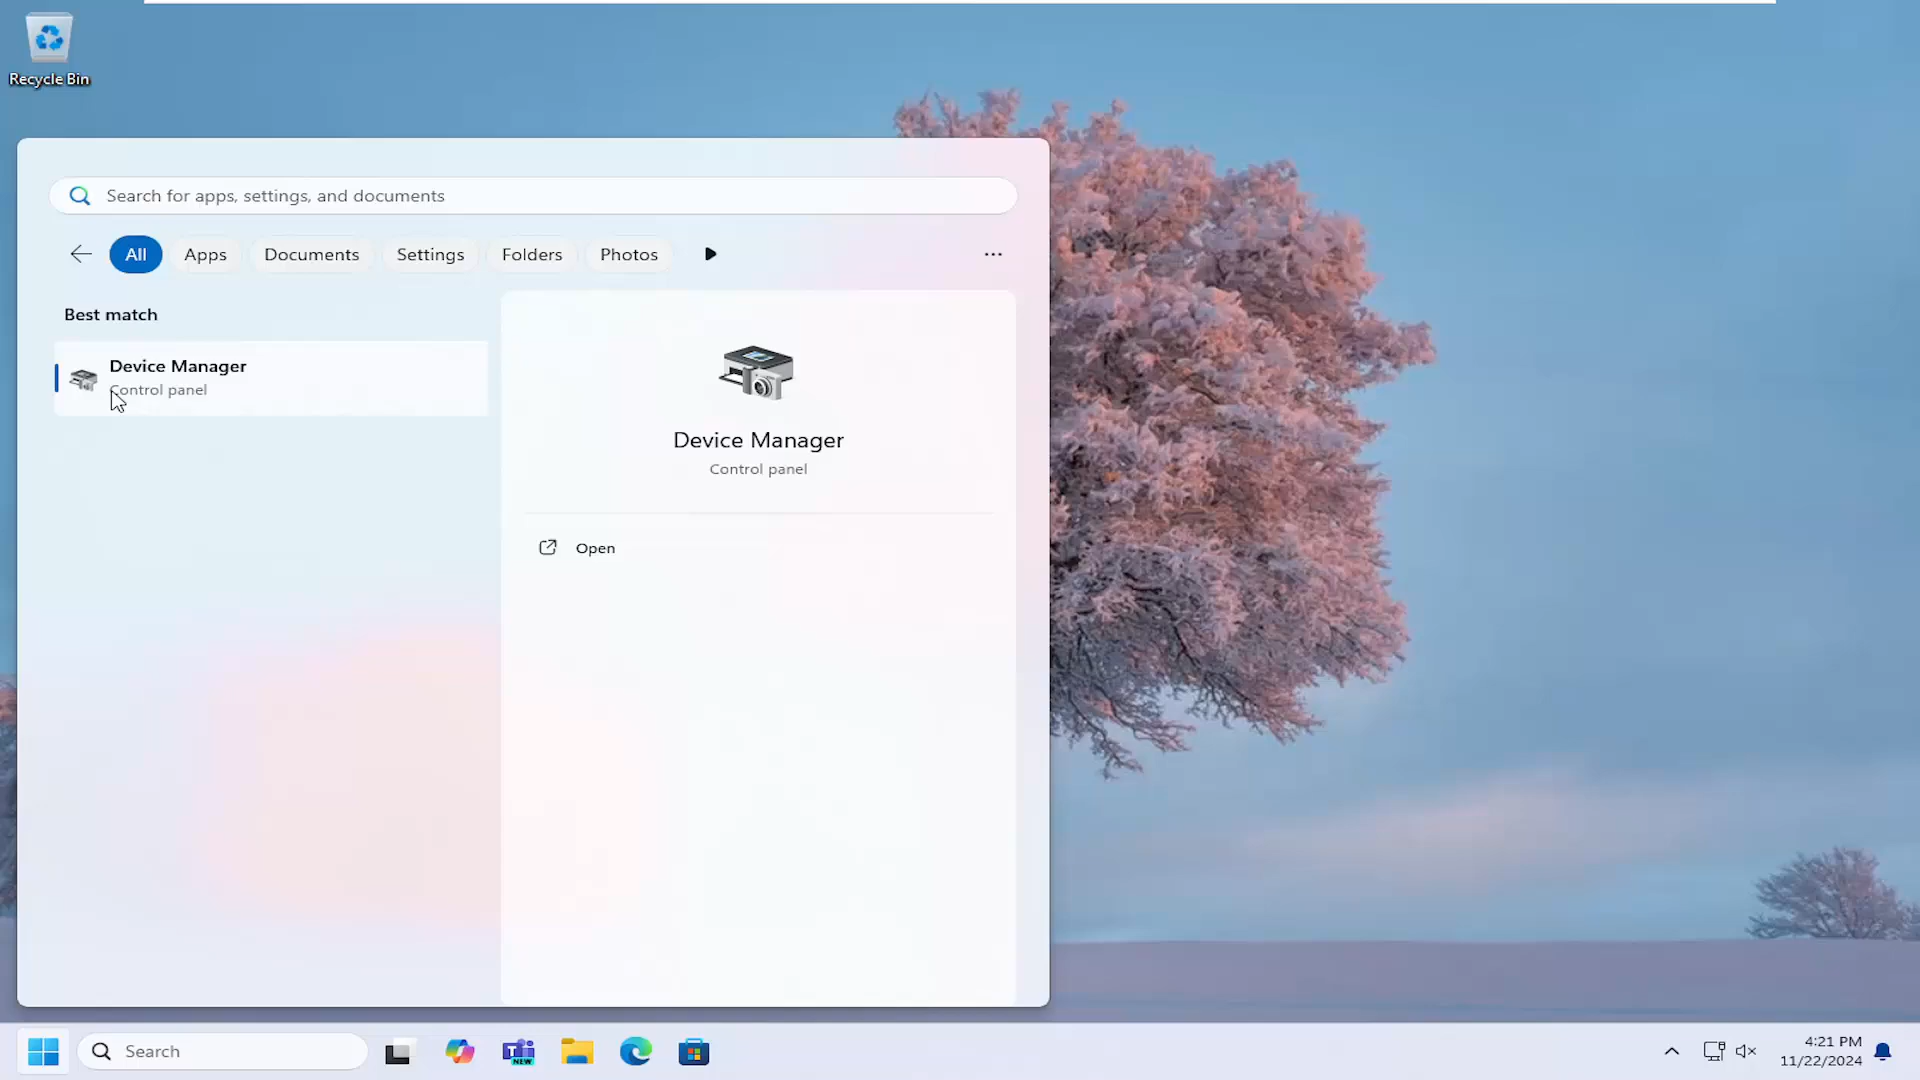 Recycle Bin
Search for apps, settings, and documents
All Apps Documents Settings Folders Photos
Best match
Device Manager
Control panel
Device Manager
Control panel
Open
Search
NEW
4:21 PM
11/22/2024